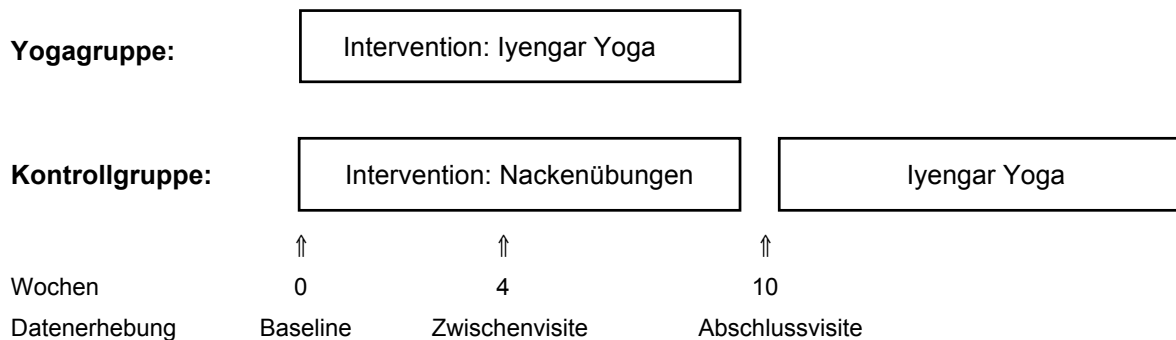 Yogagruppe: Intervention: Iyengar Yoga
Kontrollgruppe: Intervention: Nackenübungen Iyengar Yoga
⇑ ⇑ ⇑
Wochen 0 4 10
Datenerhebung Baseline Zwischenvisite Abschlussvisite